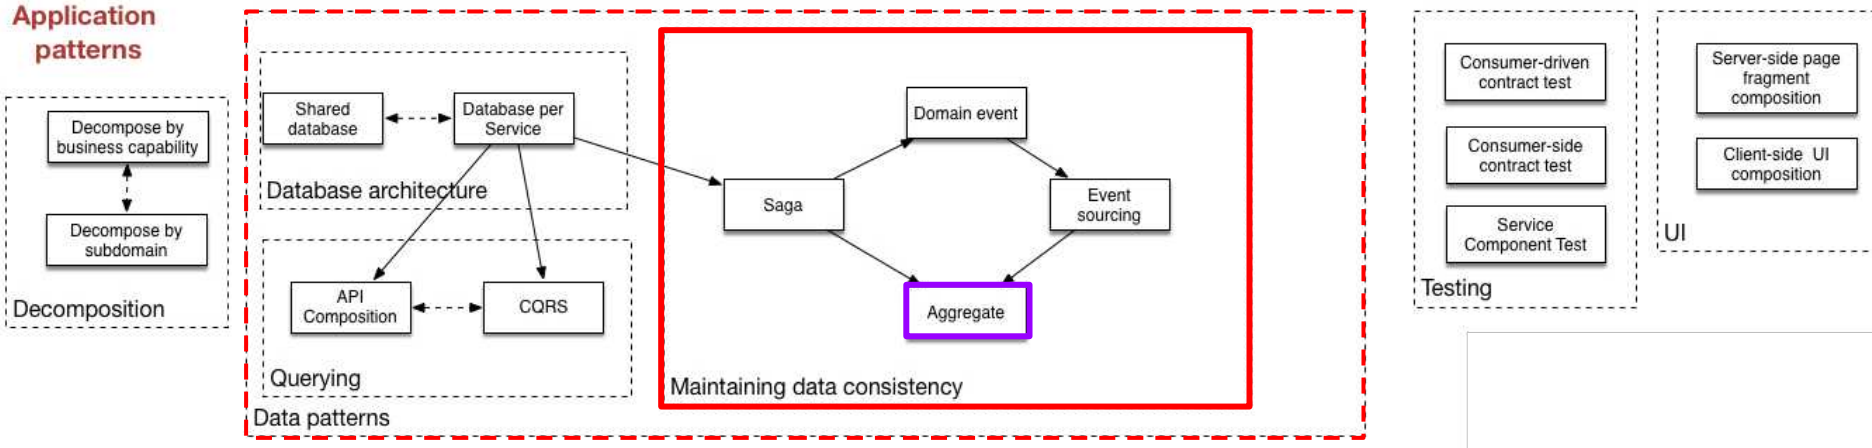 Application
patterns
Decompose by
business capability
Decompose by
subdomain
Decomposition
Shared
database
Database per
Service
Database architecture
API
Composition
CQRS
Querying
Data patterns
Domain event
Saga
Event
sourcing
Aggregate
Maintaining data consistency
Consumer-driven
contract test
Consumer-side
contract test
Service
Component Test
Testing
Server-side page
fragment
composition
Client-side UI
composition
UI